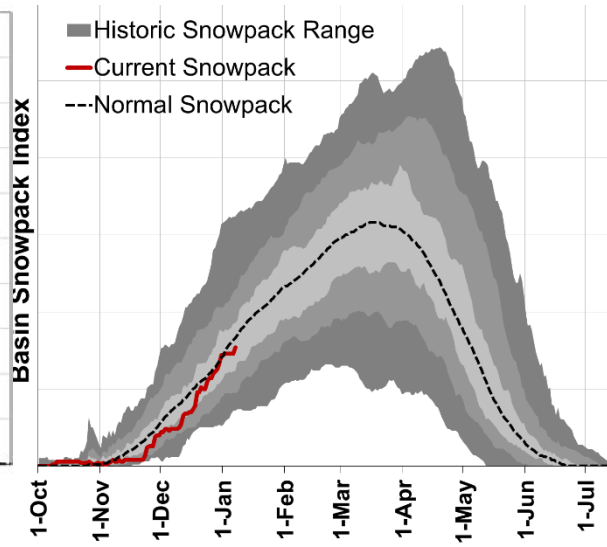 Historic Snowpack Range
Current Snowpack
Normal Snowpack
Basin Snowpack Index
1-Oct
1-Nov
1-Dec
1-Jan
1-Feb
1-Mar
1-Apr
1-May
1-Jun
1-Jul